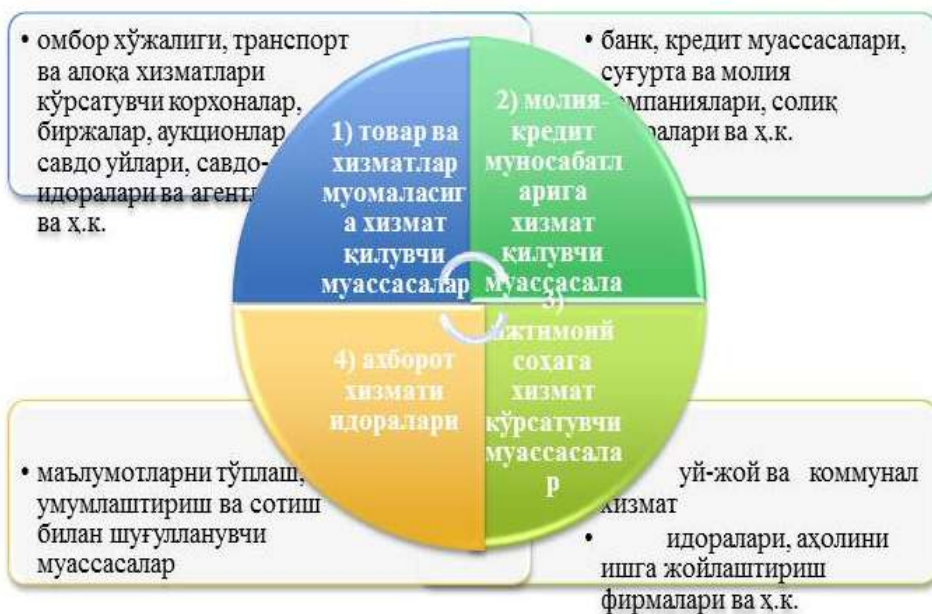 • омбор хўжалиги, транспорт
ва алоқа хизматлари
кўрсатувчи корхоналар,
биржалар, аукционлар
савдо уйлари, савдо-
идоралари ва
ва ҳ.к.
1) товар ва
хизматлар
муомаласиг
а хизмат
қилувчи
муассасалар
2) молия-
кредит
муносабатл
арига
хизмат
қилувчи
муассасала
• банк, кредит муассасалари,
суғурта ва молия
солиқ
ва ҳ.к.
4) ахборот
хизмати
идоралари
3)
ижтимоий
соҳага
хизмат
кўрсатувчи
муассасала
р
• маълумотларни тўплаш,
умумлаштириш ва сотиш
билан шуғулланувчи
муассасалар
уй-жой ва коммунал
хизмат
• идоралари, аҳолини
ишга жойлаштириш
фирмалари ва ҳ.к.